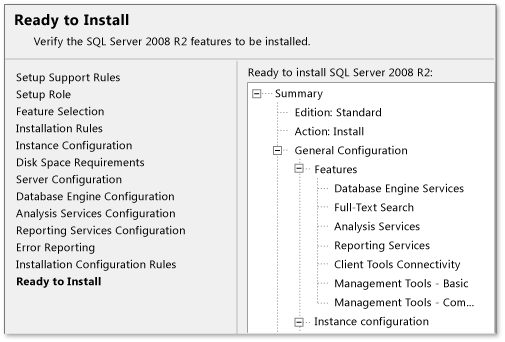 Ready to Install
Verify the SQL Server 2008 R2 features to be installed.
Setup Support Rules
Setup Role
Feature Selection
Installation Rules
Instance Configuration
Disk Space Requirements
Server Configuration
Database Engine Configuration
Analysis Services Configuration
Reporting Services Configuration
Error Reporting
Installation Configuration Rules
Ready to Install
Ready to install SQL Server 2008 R2:
Summary
Edition: Standard
Action: Install
General Configuration
Features
Database Engine Services
Full-Text Search
Analysis Services
Reporting Services
Client Tools Connectivity
Management Tools - Basic
Management Tools - Com...
Instance configuration